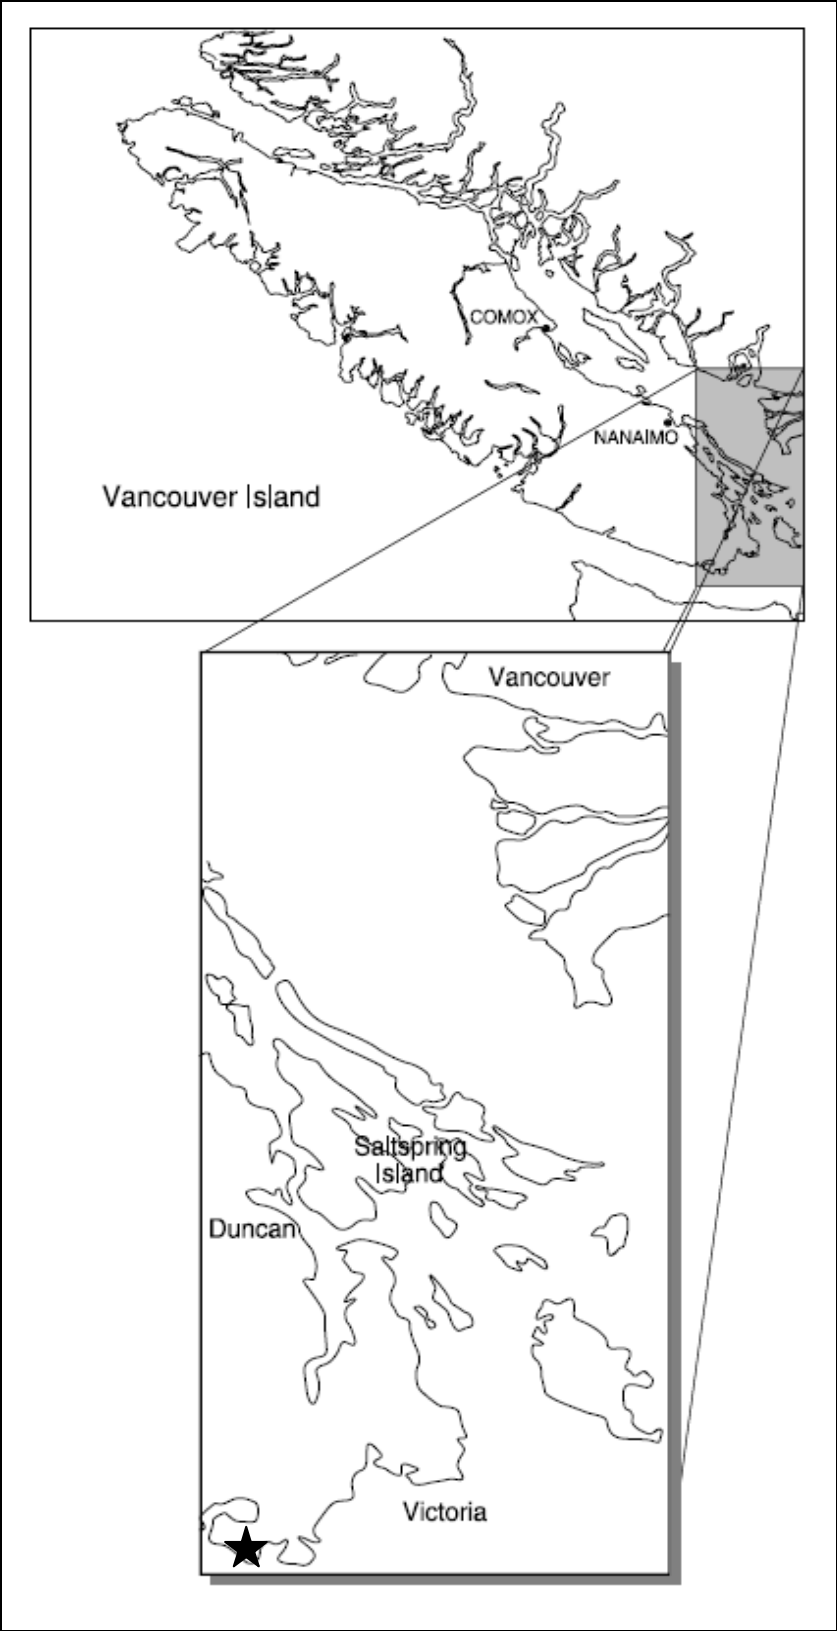 COMOX
NANAIMO
Vancouver Island
Vancouver
Saltspring
Island
Duncan
Victoria